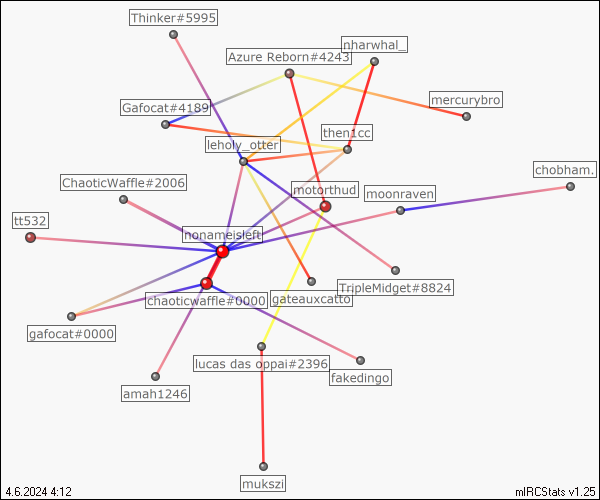 Thinker#5995
nharwhal_
Azure Reborn#4243
mercurybro
Gafocat#4189
then1cc
leholy_otter
chobham.
ChaoticWaffle#2006
motorthud
moonraven
tt532
nonameisleft
TripleMidget#8824
chaoticwaffle#0000
gateauxcatto
gafocat#0000
lucas das oppai#2396
fakedingo
amah1246
mukszi
4.6.2024 4:12
mIRCStats v1.25